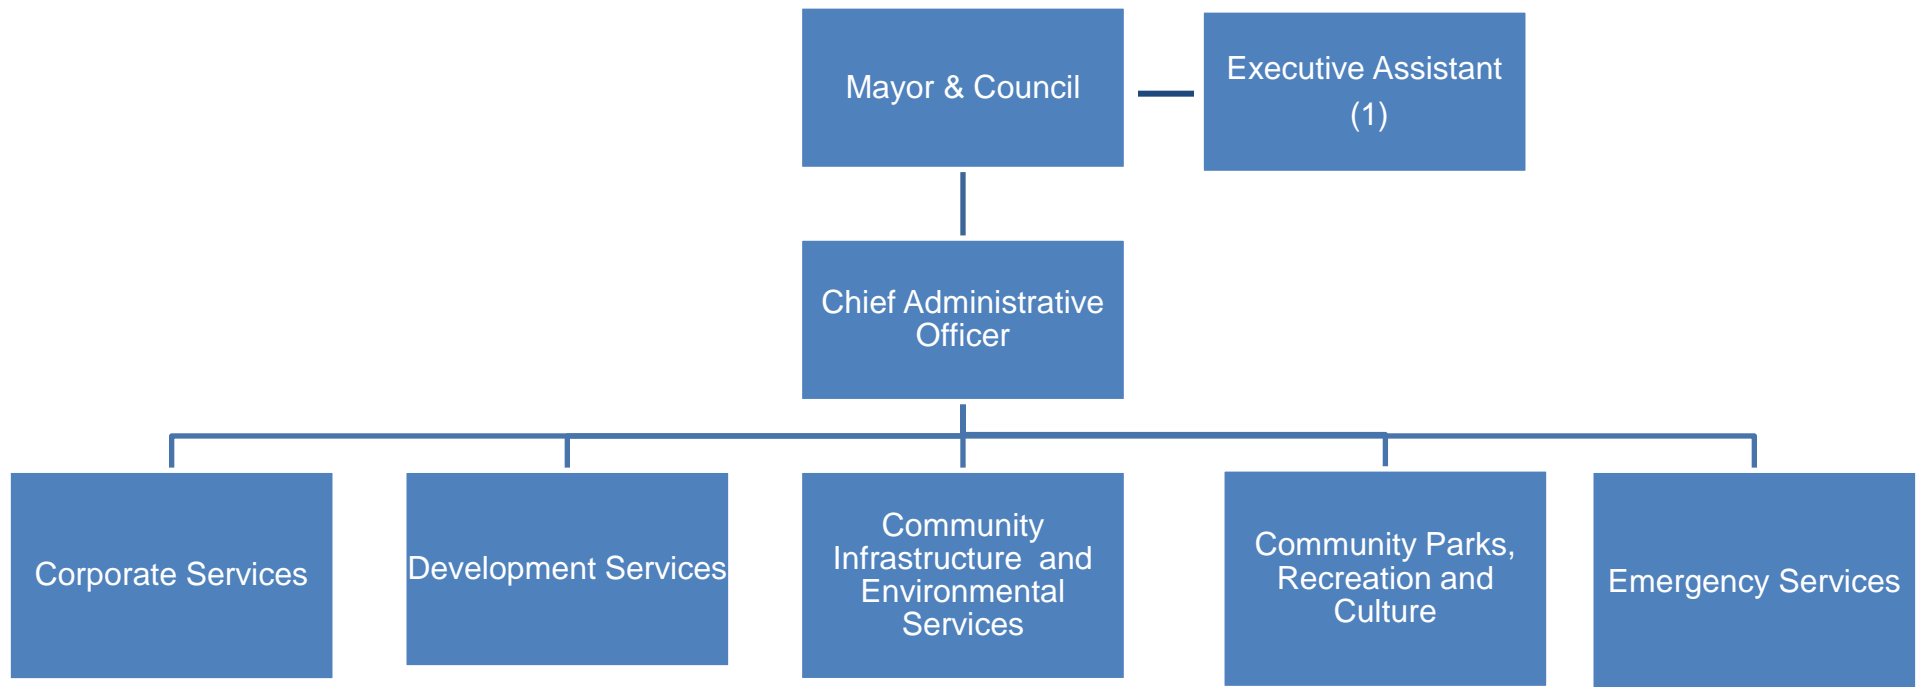 Mayor & Council
Executive Assistant
(1)
Chief Administrative
Officer
Corporate Services
Development Services
Community
Infrastructure  and
Environmental
Services
Community Parks,
Recreation and
Culture
Emergency Services